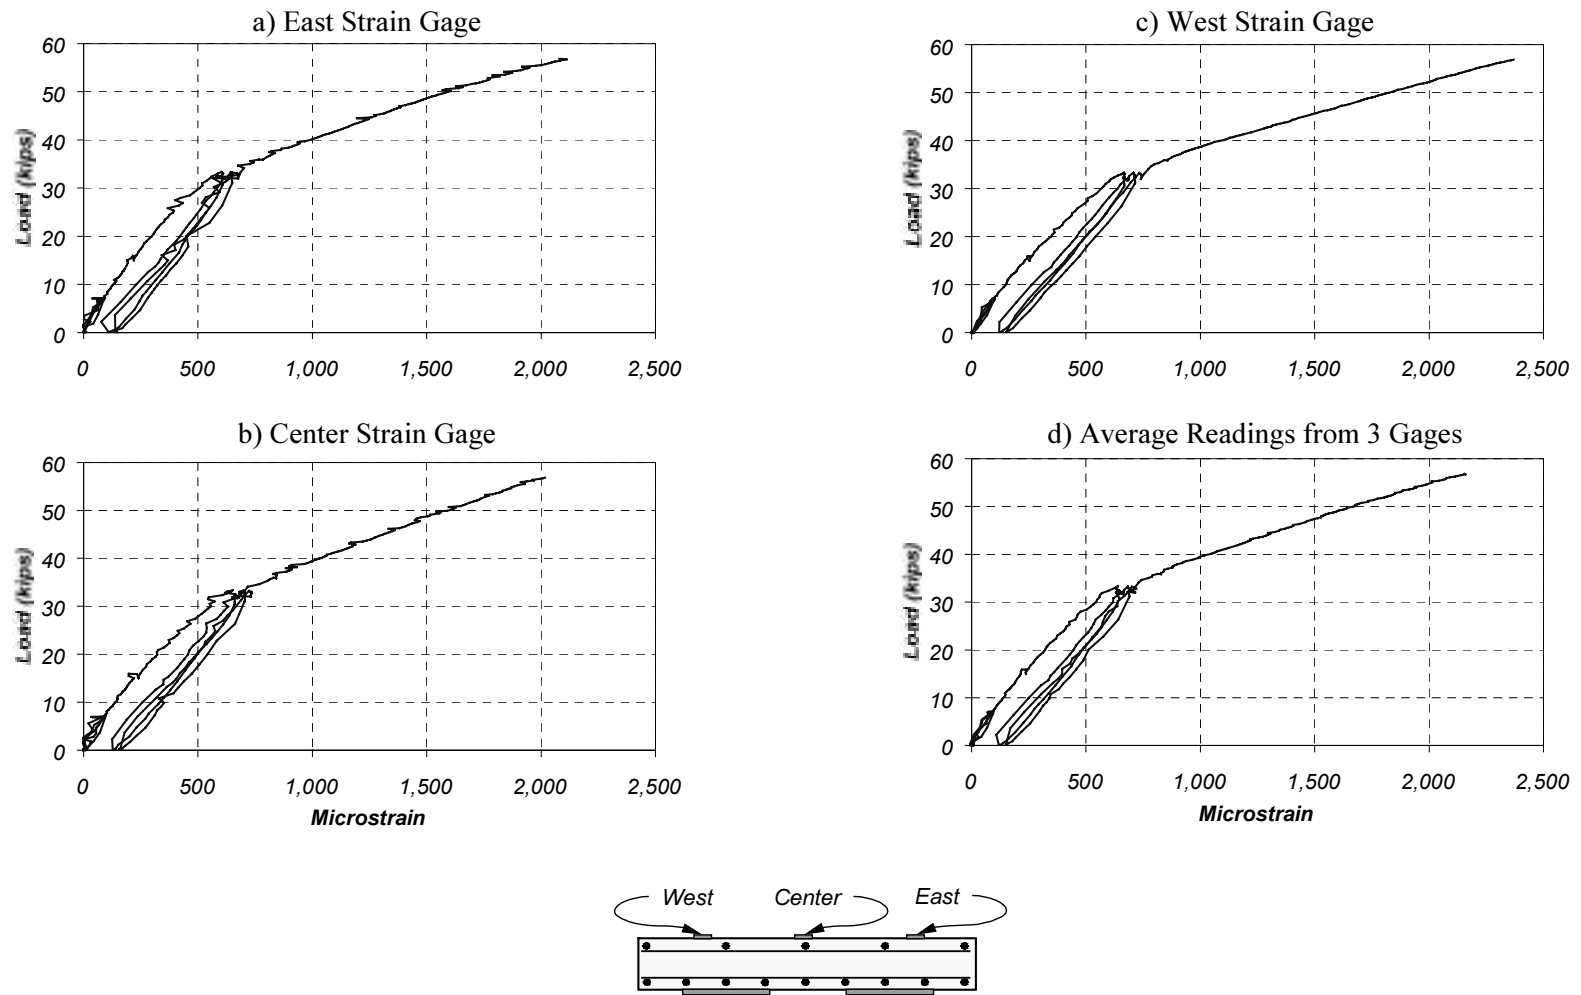 a) East Strain Gage
60
50
40
30
20
10
0
Load (kips)
0 500 1,000 1,500 2,000 2,500
c) West Strain Gage
60
50
40
30
20
10
0
Load (kips)
0 500 1,000 1,500 2,000 2,500
b) Center Strain Gage
60
50
40
30
20
10
0
Load (kips)
0 500 1,000 1,500 2,000 2,500
Microstrain
d) Average Readings from 3 Gages
60
50
40
30
20
10
0
Load (kips)
0 500 1,000 1,500 2,000 2,500
Microstrain
West Center East